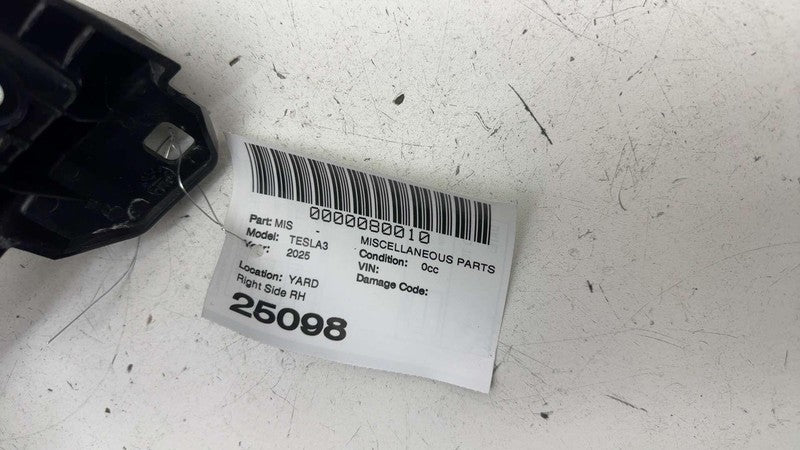 0000080010
Part: MIS - MISCELLANEOUS PARTS
Model: TESLA3 Condition: 0cc
Year: 2025 VIN:
Damage Code:
Location: YARD
Right Side RH
25098